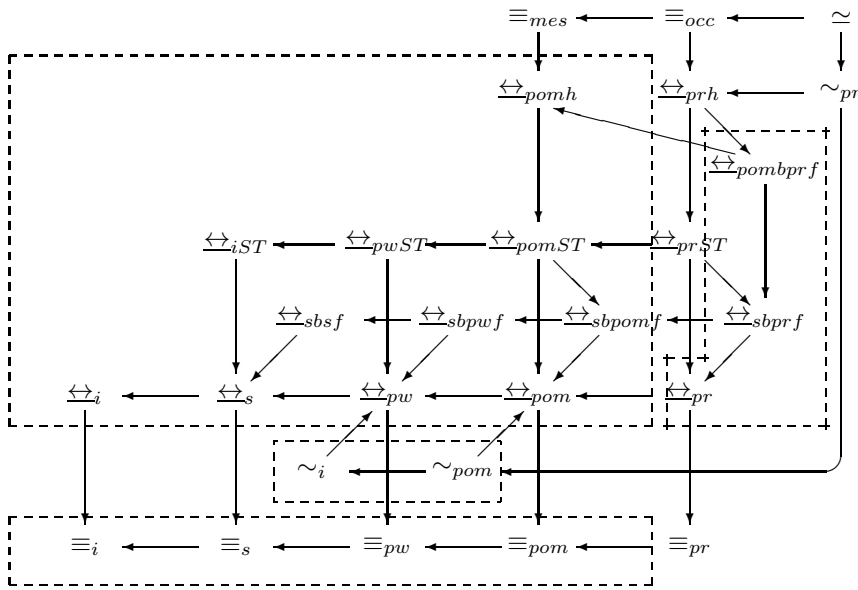 ≡mes ≡occ ≃
↔pomh ↔prh ∼pr
↔pombprf
↔iST ↔pwST ↔pomST ↔prST
↔sbsf ↔sbpwf ↔sbpomf ↔sbprf
↔i ↔s ↔pw ↔pom ↔pr
∼i ∼pom
≡i ≡s ≡pw ≡pom ≡pr